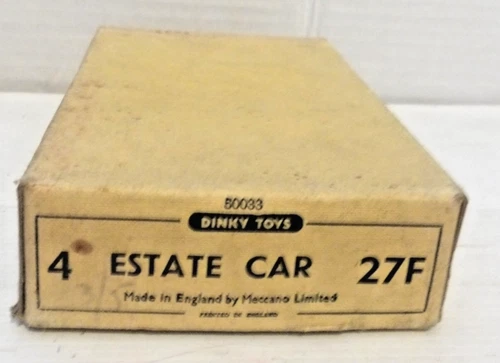 50033
DINKY TOYS
4 ESTATE CAR 27F
Made in England by Meccano Limited
PRINTED IN ENGLAND